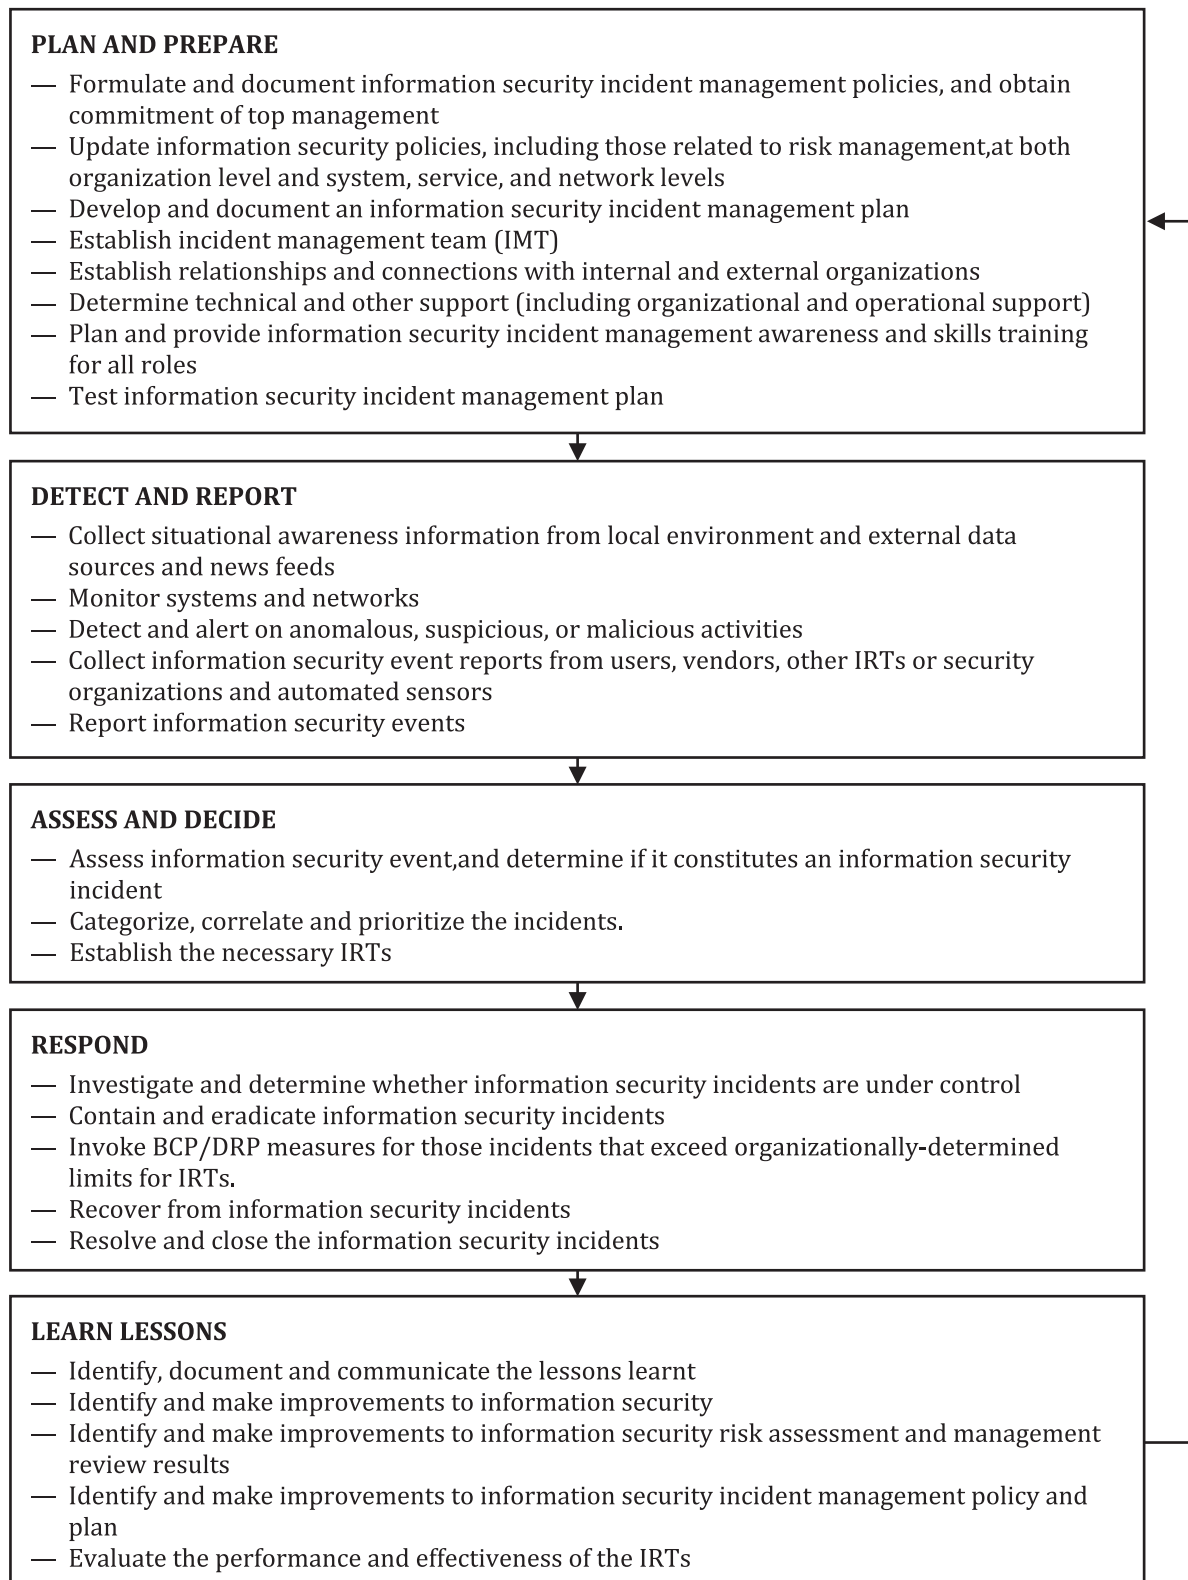 PLAN AND PREPARE
— Formulate and document information security incident management policies, and obtain
commitment of top management
— Update information security policies, including those related to risk management,at both
organization level and system, service, and network levels
— Develop and document an information security incident management plan
— Establish incident management team (IMT)
— Establish relationships and connections with internal and external organizations
— Determine technical and other support (including organizational and operational support)
— Plan and provide information security incident management awareness and skills training
for all roles
— Test information security incident management plan
DETECT AND REPORT
— Collect situational awareness information from local environment and external data
sources and news feeds
— Monitor systems and networks
— Detect and alert on anomalous, suspicious, or malicious activities
— Collect information security event reports from users, vendors, other IRTs or security
organizations and automated sensors
— Report information security events
ASSESS AND DECIDE
— Assess information security event,and determine if it constitutes an information security
incident
— Categorize, correlate and prioritize the incidents.
— Establish the necessary IRTs
RESPOND
— Investigate and determine whether information security incidents are under control
— Contain and eradicate information security incidents
— Invoke BCP/DRP measures for those incidents that exceed organizationally-determined
limits for IRTs.
— Recover from information security incidents
— Resolve and close the information security incidents
LEARN LESSONS
— Identify, document and communicate the lessons learnt
— Identify and make improvements to information security
— Identify and make improvements to information security risk assessment and management
review results
— Identify and make improvements to information security incident management policy and
plan
— Evaluate the performance and effectiveness of the IRTs